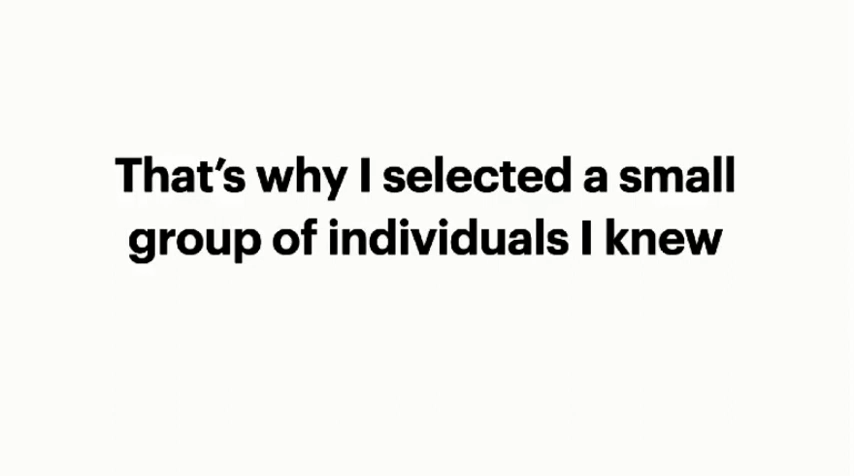 That’s why I selected a small
group of individuals I knew